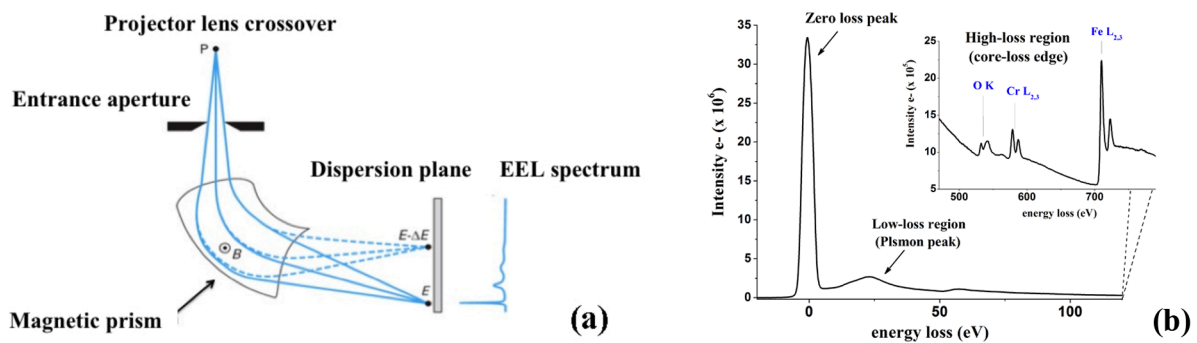 Projector lens crossover
P
Entrance aperture
Dispersion plane
EEL spectrum
E-ΔE
B
E
Magnetic prism
(a)
Intensity e- (x 10⁶)
35
30
25
20
15
10
5
0
Zero loss peak
Low-loss region
(Plsmon peak)
0
50
100
energy loss (eV)
High-loss region
(core-loss edge)
Fe L2,3
O K
Cr L2,3
Intensity e- (x 10⁵)
25
20
15
10
5
500
600
700
energy loss (eV)
(b)